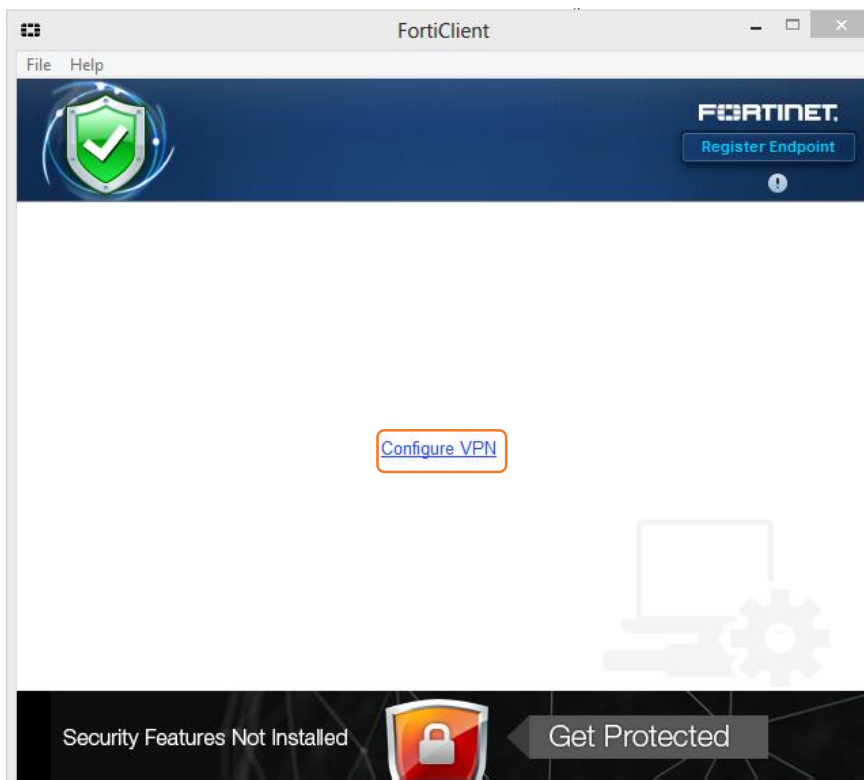 FortiClient
File Help
FORTINET.
Register Endpoint
Configure VPN
Security Features Not Installed
Get Protected